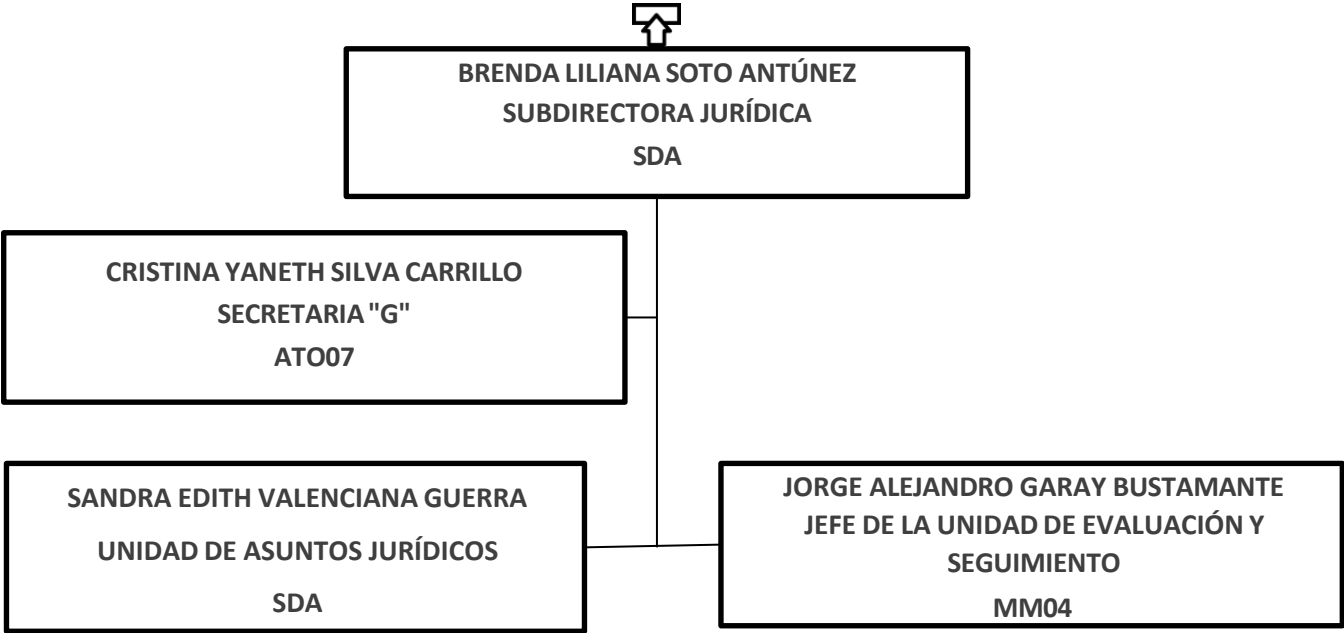 BRENDA LILIANA SOTO ANTÚNEZ
SUBDIRECTORA JURÍDICA
SDA
CRISTINA YANETH SILVA CARRILLO
SECRETARIA "G"
ATO07
SANDRA EDITH VALENCIANA GUERRA
UNIDAD DE ASUNTOS JURÍDICOS
SDA
JORGE ALEJANDRO GARAY BUSTAMANTE
JEFE DE LA UNIDAD DE EVALUACIÓN Y
SEGUIMIENTO
MM04